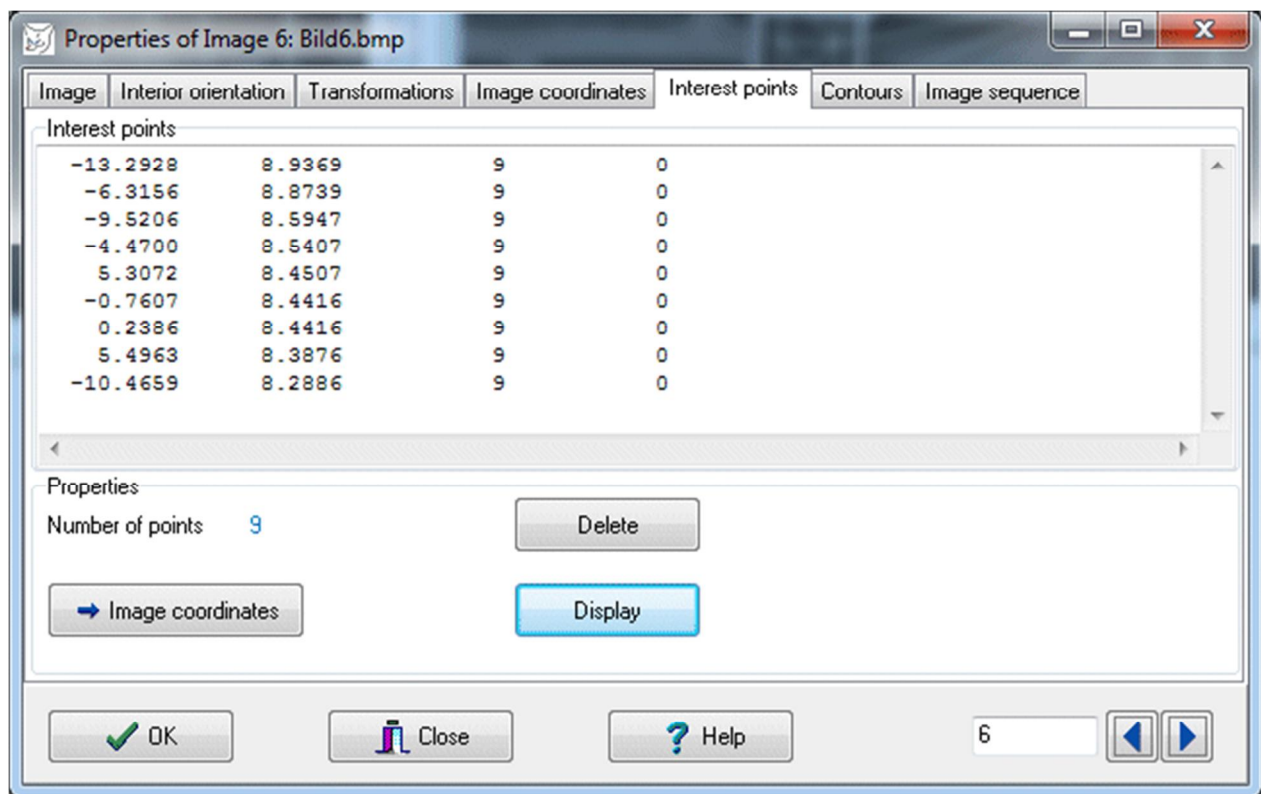 Properties of Image 6: Bild6.bmp
Image Interior orientation Transformations Image coordinates Interest points Contours Image sequence
Interest points
-13.2928 8.9369 9 0
-6.3156 8.8739 9 0
-9.5206 8.5947 9 0
-4.4700 8.5407 9 0
5.3072 8.4507 9 0
-0.7607 8.4416 9 0
0.2386 8.4416 9 0
5.4963 8.3876 9 0
-10.4659 8.2886 9 0
Properties
Number of points 9 Delete
Image coordinates Display
OK Close Help 6